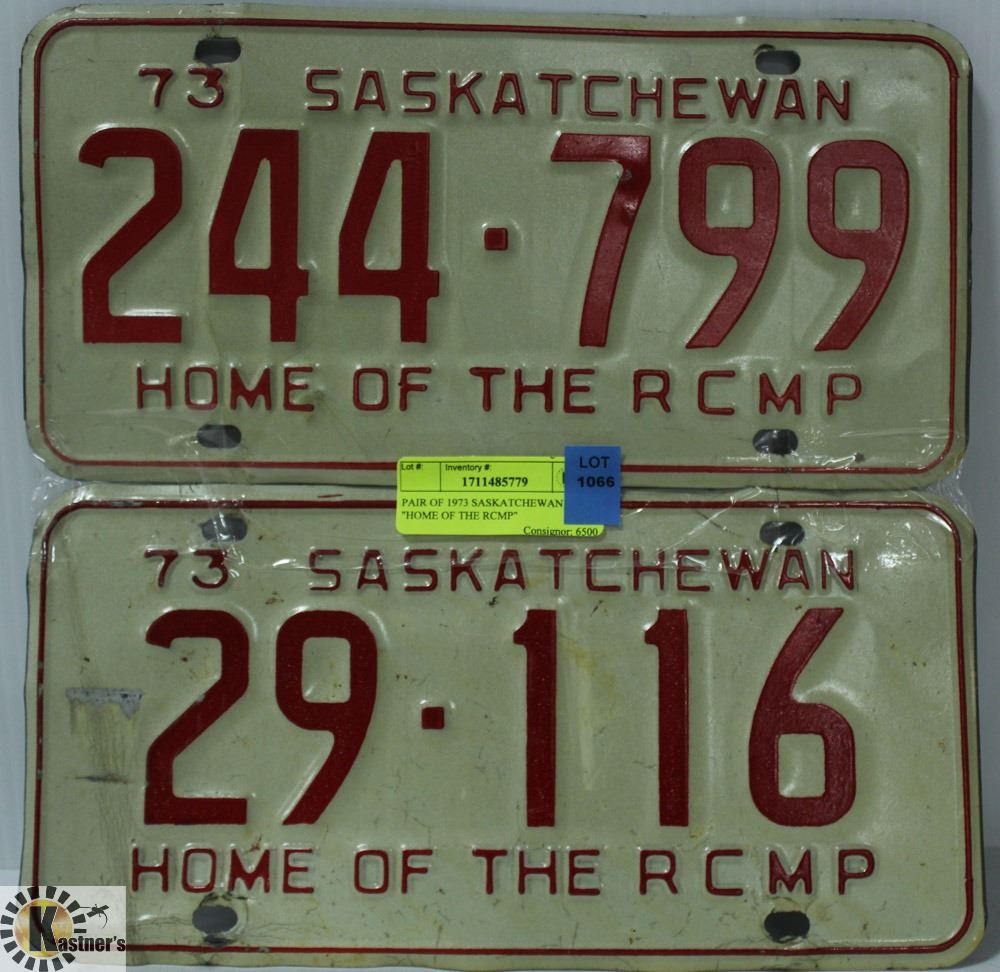 73 SASKATCHEWAN
244·799
HOME OF THE RCMP
Lot #: Inventory #:
1711485779
LOT
1066
PAIR OF 1973 SASKATCHEWAN
"HOME OF THE RCMP"
Consignor: 6500
73 SASKATCHEWAN
29·116
HOME OF THE RCMP
Kastner's